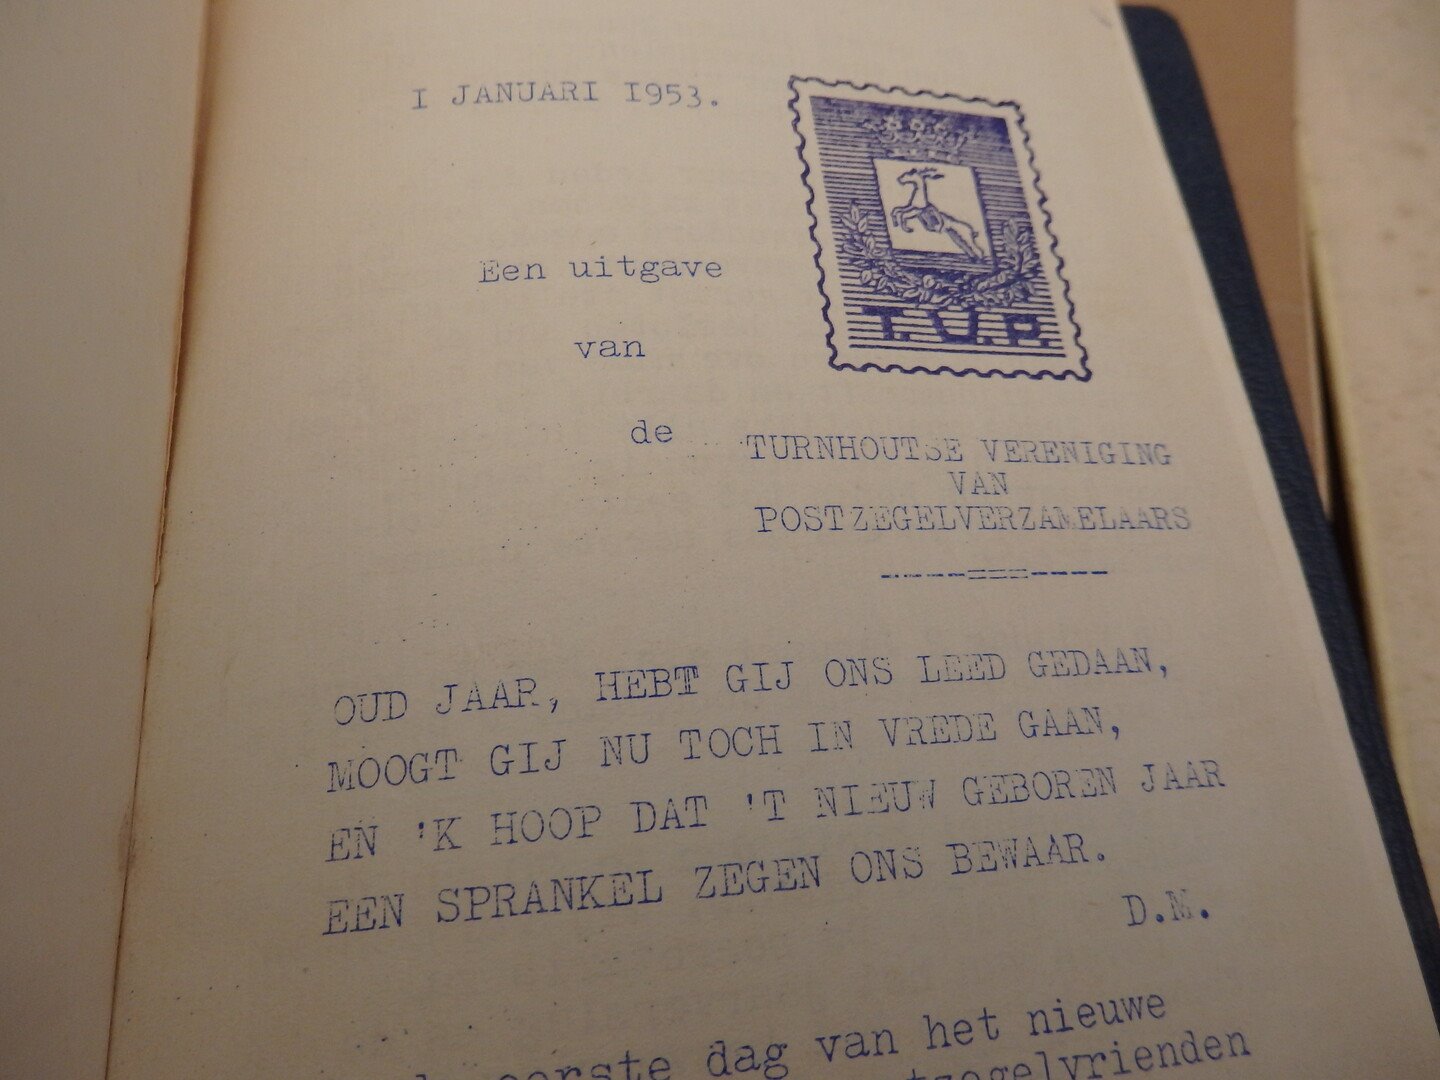 I JANUARI 1953.
T.V.P.
Een uitgave
van
de
TURNHOUTSE VERENIGING
VAN
POSTZEGELVERZAMELAARS
OUD JAAR, HEBT GIJ ONS LEED GEDAAN,
MOOGT GIJ NU TOCH IN VREDE GAAN,
EN 'K HOOP DAT 'T NIEUW GEBOREN JAAR
EEN SPRANKEL ZEGEN ONS BEWAAR.
D.M.
eerste dag van het nieuwe
tzegelvrienden